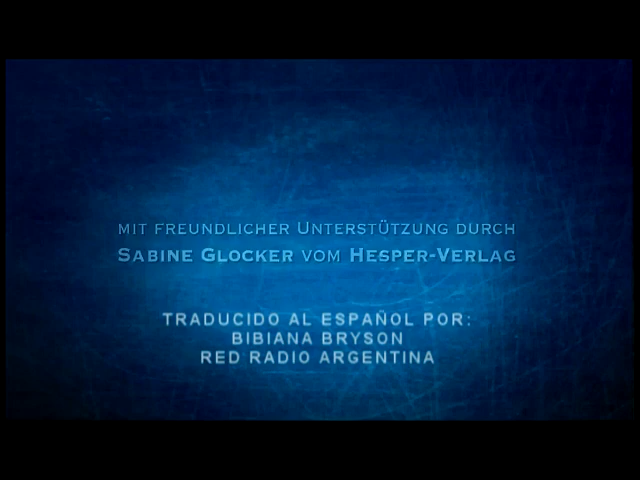 MIT FREUNDLICHER UNTERSTÜTZUNG DURCH
SABINE GLOCKER VOM HESPER-VERLAG
TRADUCIDO AL ESPAÑOL POR:
BIBIANA BRYSON
RED RADIO ARGENTINA